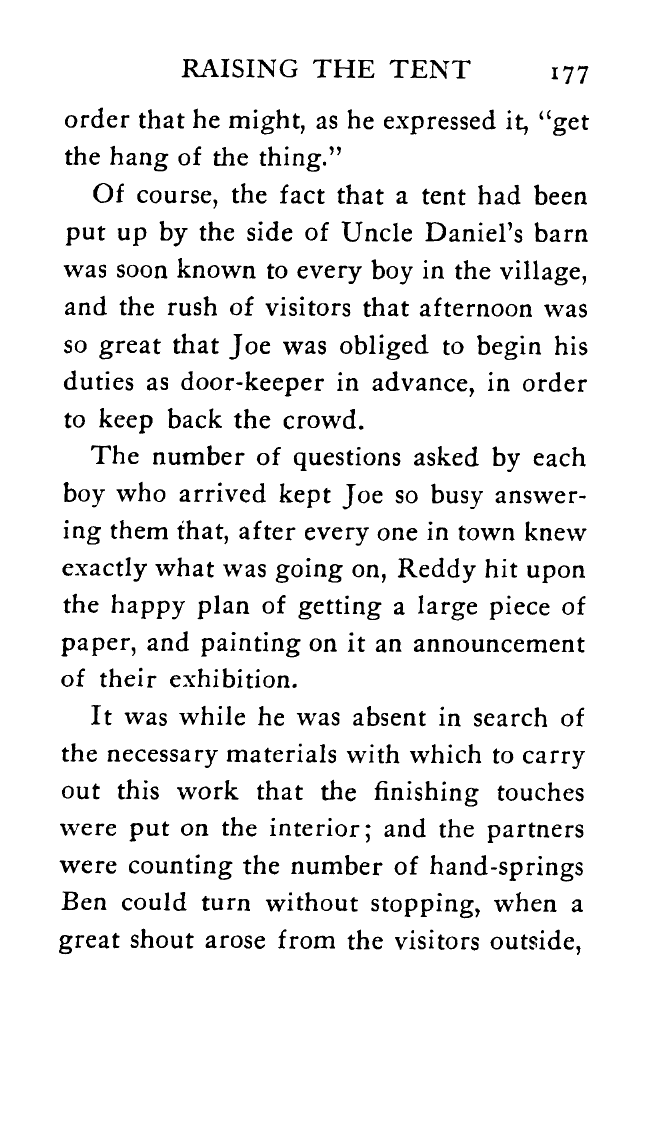 RAISING THE TENT 177
order that he might, as he expressed it, “get
the hang of the thing.”
Of course, the fact that a tent had been
put up by the side of Uncle Daniel’s barn
was soon known to every boy in the village,
and the rush of visitors that afternoon was
so great that Joe was obliged to begin his
duties as door-keeper in advance, in order
to keep back the crowd.
The number of questions asked by each
boy who arrived kept Joe so busy answer-
ing them that, after every one in town knew
exactly what was going on, Reddy hit upon
the happy plan of getting a large piece of
paper, and painting on it an announcement
of their exhibition.
It was while he was absent in search of
the necessary materials with which to carry
out this work that the finishing touches
were put on the interior; and the partners
were counting the number of hand-springs
Ben could turn without stopping, when a
great shout arose from the visitors outside,